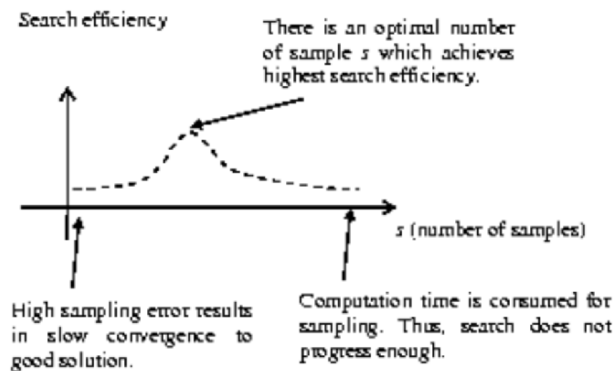 Search efficiency
There is an optimal number
of sample s which achieves
highest search efficiency.
s (number of samples)
High sampling error results
in slow convergence to
good solution.
Computation time is consumed for
sampling. Thus, search does not
progress enough.